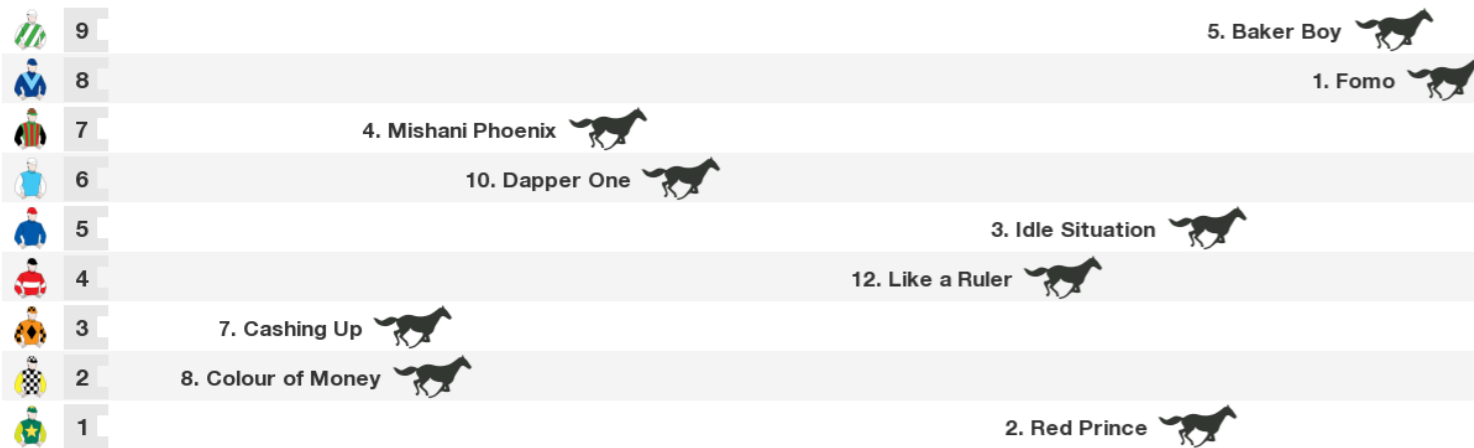 9 5. Baker Boy
8 1. Fomo
7 4. Mishani Phoenix
6 10. Dapper One
5 3. Idle Situation
4 12. Like a Ruler
3 7. Cashing Up
2 8. Colour of Money
1 2. Red Prince